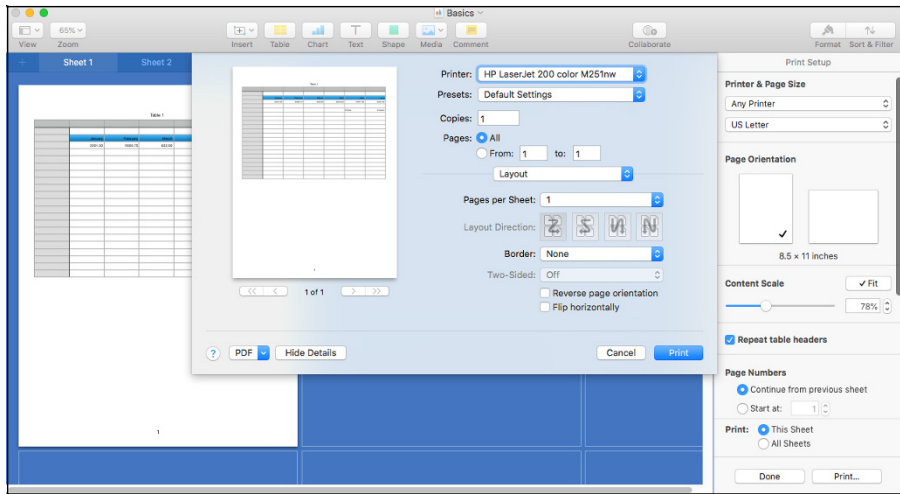 Basics
65%
View Zoom Insert Table Chart Text Shape Media Comment Collaborate Format Sort & Filter
Sheet 1 Sheet 2
Print Setup
Table 1
January February March
1
Printer: HP LaserJet 200 color M251nw
Presets: Default Settings
Copies: 1
Pages: All
From: 1 to: 1
Layout
Pages per Sheet: 1
Layout Direction:
Border: None
Two-Sided: Off
Reverse page orientation
Flip horizontally
1 of 1
? PDF Hide Details Cancel Print
Printer & Page Size
Any Printer
US Letter
Page Orientation
8.5 × 11 inches
Content Scale ✓ Fit
78%
Repeat table headers
Page Numbers
Continue from previous sheet
Start at: 1
Print: This Sheet
All Sheets
Done Print...